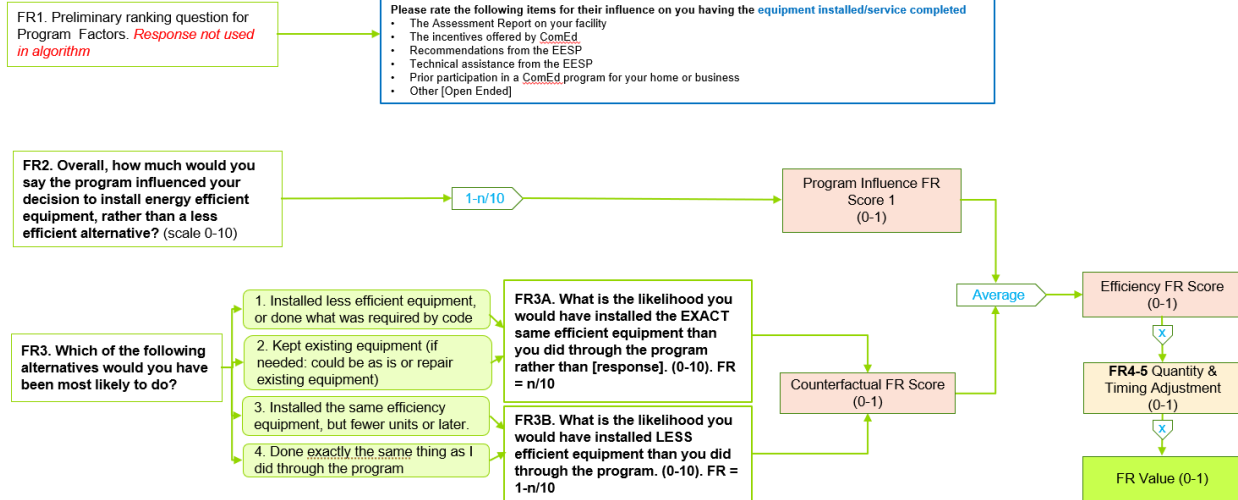 FR1. Preliminary ranking question for
Program Factors. Response not used
in algorithm
Please rate the following items for their influence on you having the equipment installed/service completed
• The Assessment Report on your facility
• The incentives offered by ComEd
• Recommendations from the EESP
• Technical assistance from the EESP
• Prior participation in a ComEd program for your home or business
• Other [Open Ended]
FR2. Overall, how much would you
say the program influenced your
decision to install energy efficient
equipment, rather than a less
efficient alternative? (scale 0-10)
1-n/10
Program Influence FR
Score 1
(0-1)
FR3. Which of the following
alternatives would you have
been most likely to do?
1. Installed less efficient equipment,
or done what was required by code
2. Kept existing equipment (if
needed: could be as is or repair
existing equipment)
3. Installed the same efficiency
equipment, but fewer units or later.
4. Done exactly the same thing as I
did through the program
FR3A. What is the likelihood you
would have installed the EXACT
same efficient equipment than
you did through the program
rather than [response]. (0-10). FR
= n/10
FR3B. What is the likelihood you
would have installed LESS
efficient equipment than you did
through the program. (0-10). FR =
1-n/10
Counterfactual FR Score
(0-1)
Average
Efficiency FR Score
(0-1)
x
FR4-5 Quantity &
Timing Adjustment
(0-1)
x
FR Value (0-1)